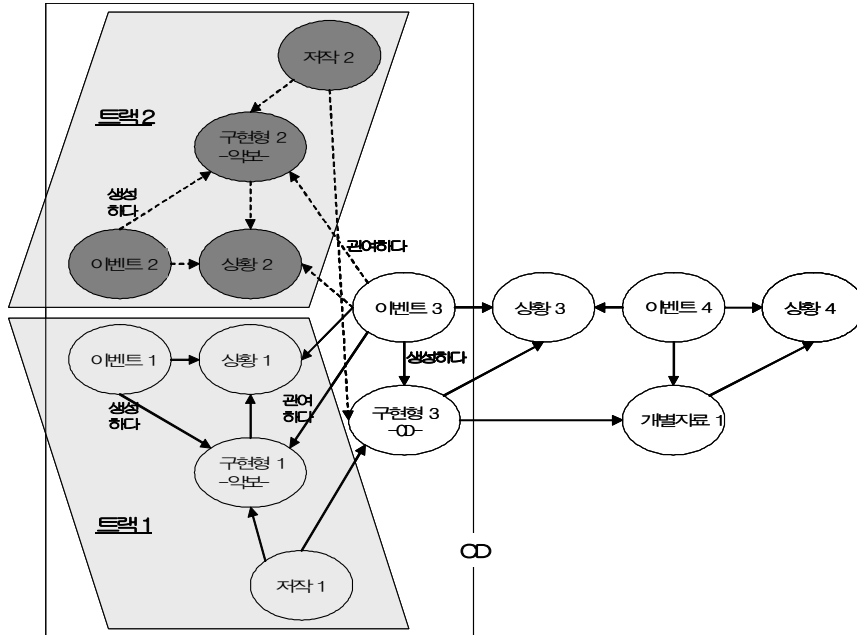 저작 2
트랙 2
구현형 2
-악보-
생성
하다
관여하다
이벤트 2
상황 2
이벤트 3
상황 3
이벤트 4
상황 4
이벤트 1
상황 1
생성하다
생성
하다
관여
하다
구현형 3
-CD-
개별자료 1
구현형 1
-악보-
트랙 1
CD
저작 1